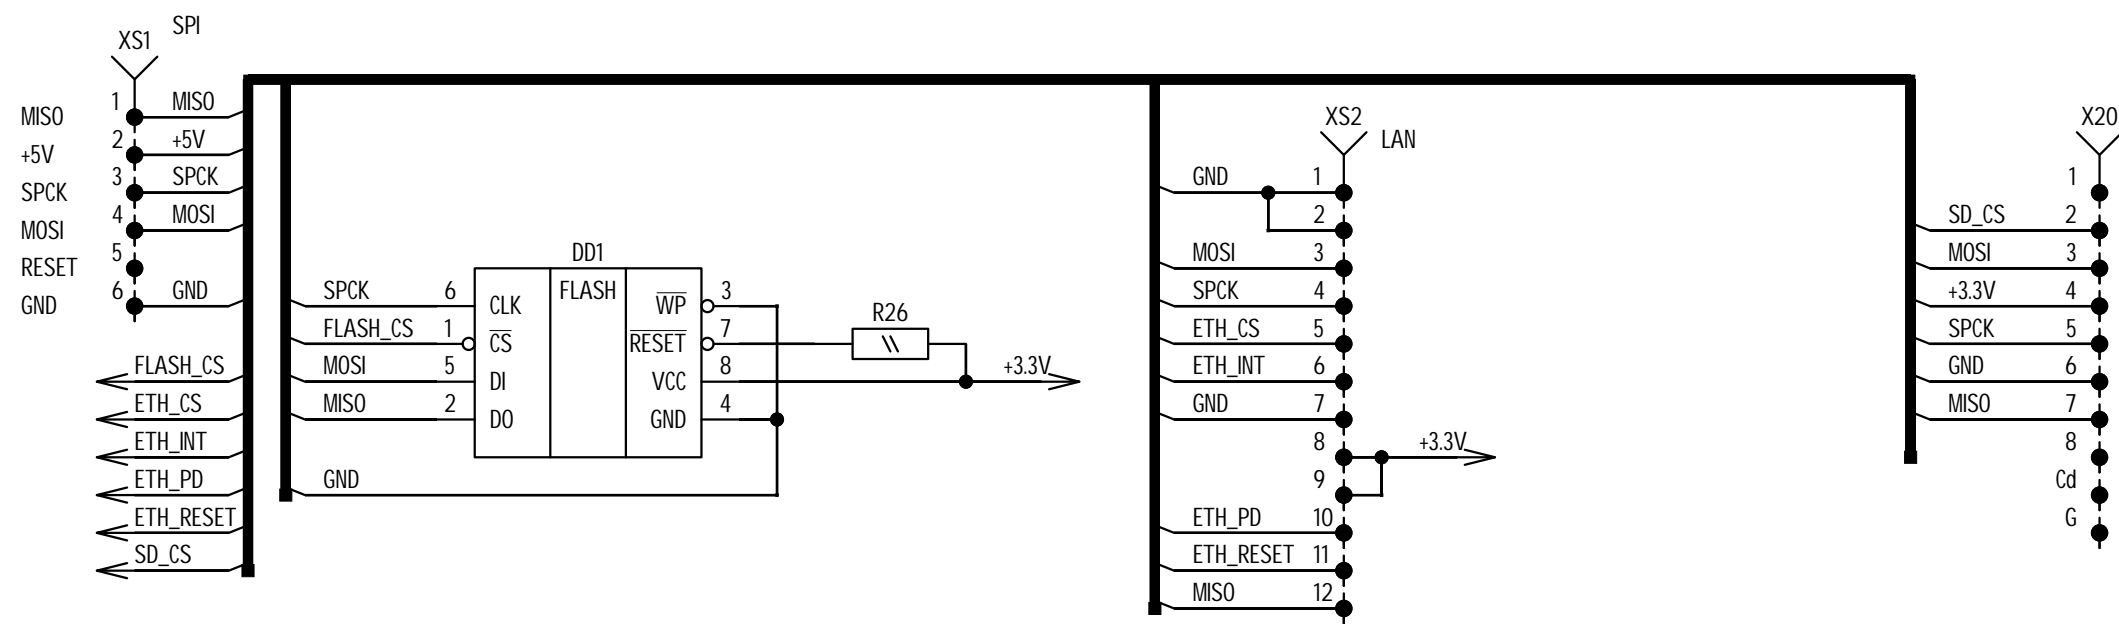 SPI
XS1
MISO 1 MISO
+5V 2 +5V
SPCK 3 SPCK
MOSI 4 MOSI
RESET 5
GND 6 GND
FLASH_CS
ETH_CS
ETH_INT
ETH_PD
ETH_RESET
SD_CS
DD1
SPCK 6 CLK FLASH WP 3
FLASH_CS 1 CS RESET 7
MOSI 5 DI VCC 8
MISO 2 DO GND 4
GND
R26
+3.3V
XS2
LAN
GND 1
2
MOSI 3
SPCK 4
ETH_CS 5
ETH_INT 6
GND 7
8 +3.3V
9
ETH_PD 10
ETH_RESET 11
MISO 12
X20
1
SD_CS 2
MOSI 3
+3.3V 4
SPCK 5
GND 6
MISO 7
8
Cd
G